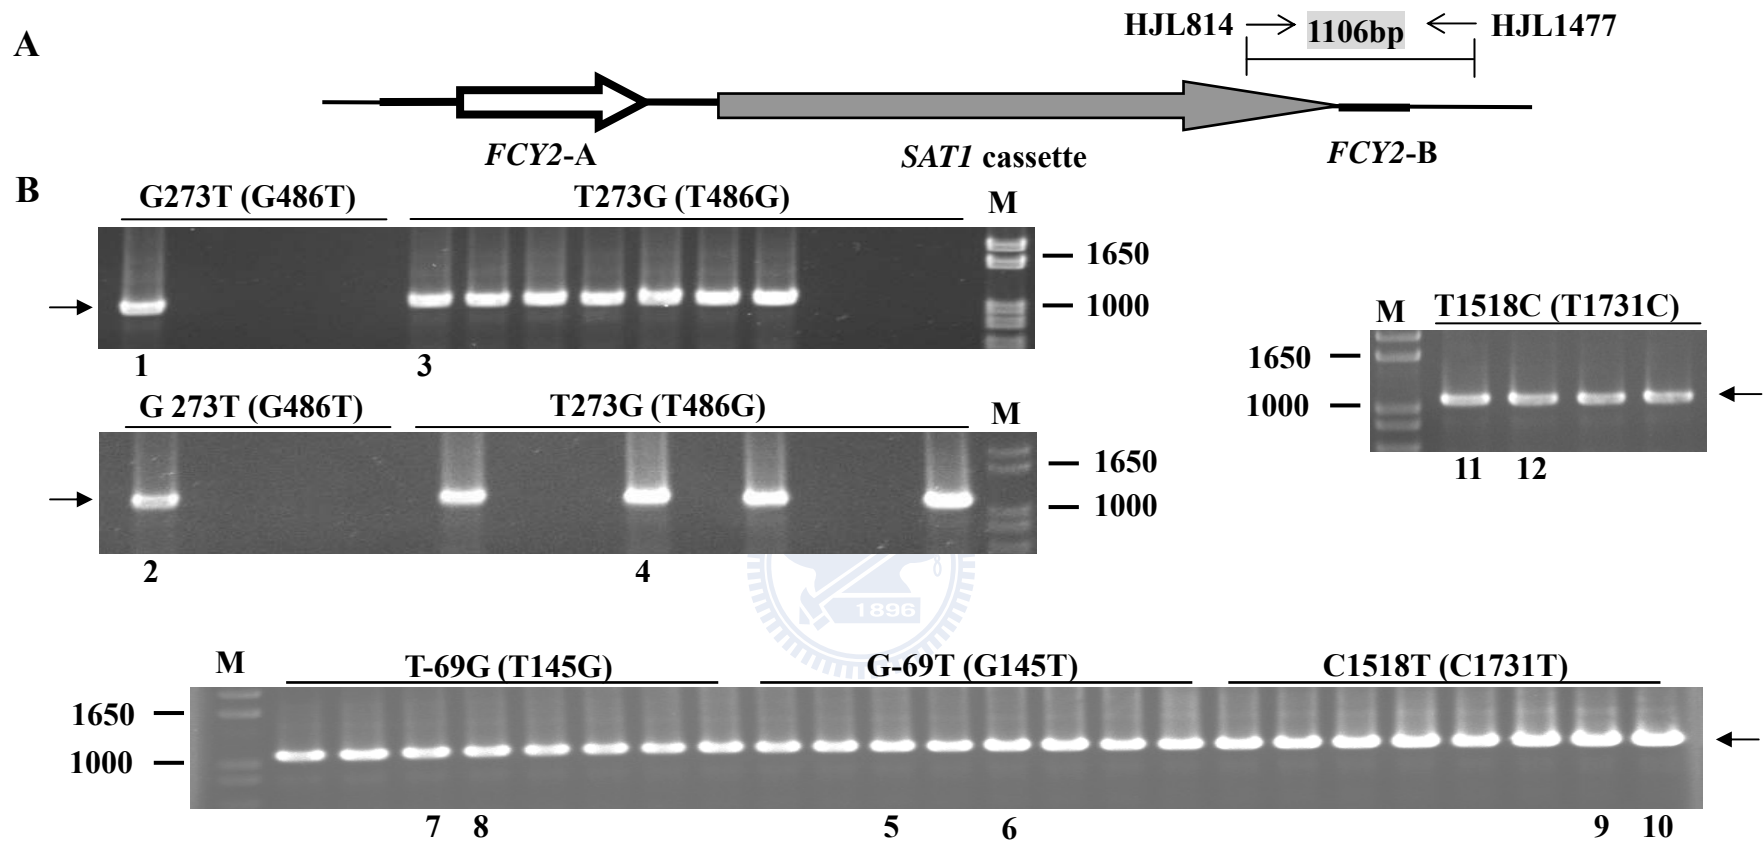 A
HJL814
1106bp
HJL1477
FCY2-A
SAT1 cassette
FCY2-B
B
G273T (G486T)
T273G (T486G)
M
1650
1000
1
3
G 273T (G486T)
T273G (T486G)
M
1650
1000
2
4
M
T1518C (T1731C)
1650
1000
11
12
1896
M
T-69G (T145G)
G-69T (G145T)
C1518T (C1731T)
1650
1000
7
8
5
6
9
10